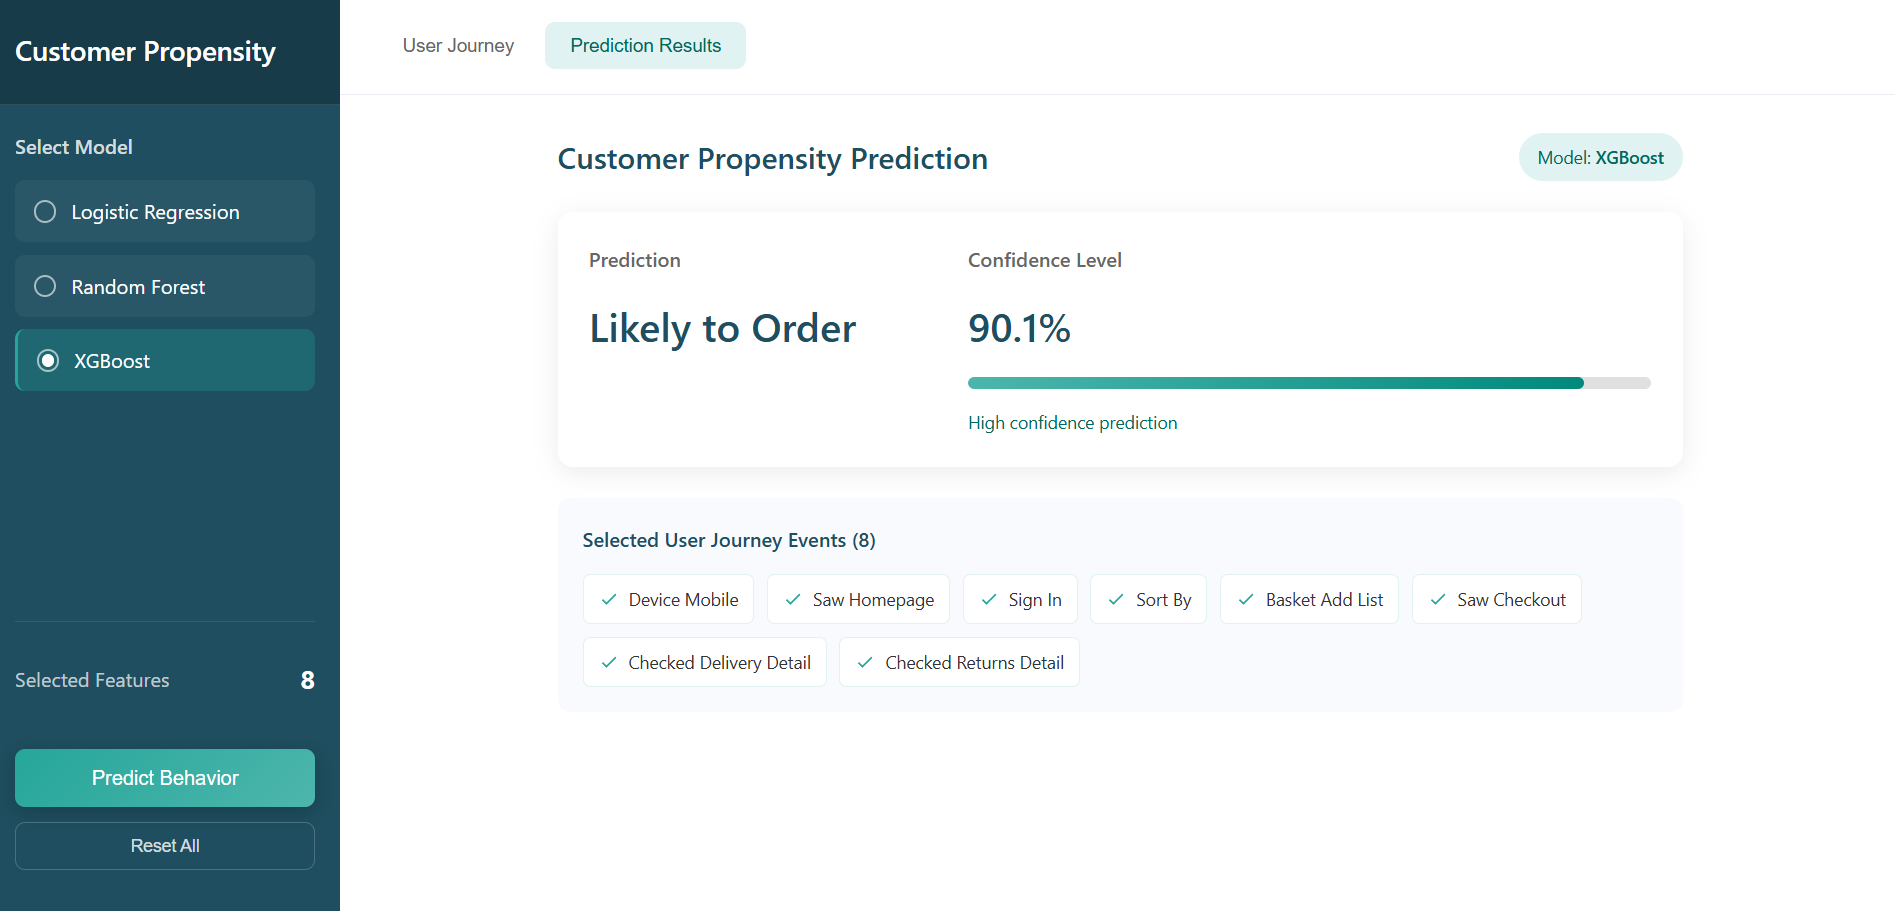 Customer Propensity
Select Model
Logistic Regression
Random Forest
XGBoost
Selected Features 8
Predict Behavior
Reset All
User Journey
Prediction Results
Customer Propensity Prediction
Model: XGBoost
Prediction
Likely to Order
Confidence Level
90.1%
High confidence prediction
Selected User Journey Events (8)
Device Mobile
Saw Homepage
Sign In
Sort By
Basket Add List
Saw Checkout
Checked Delivery Detail
Checked Returns Detail